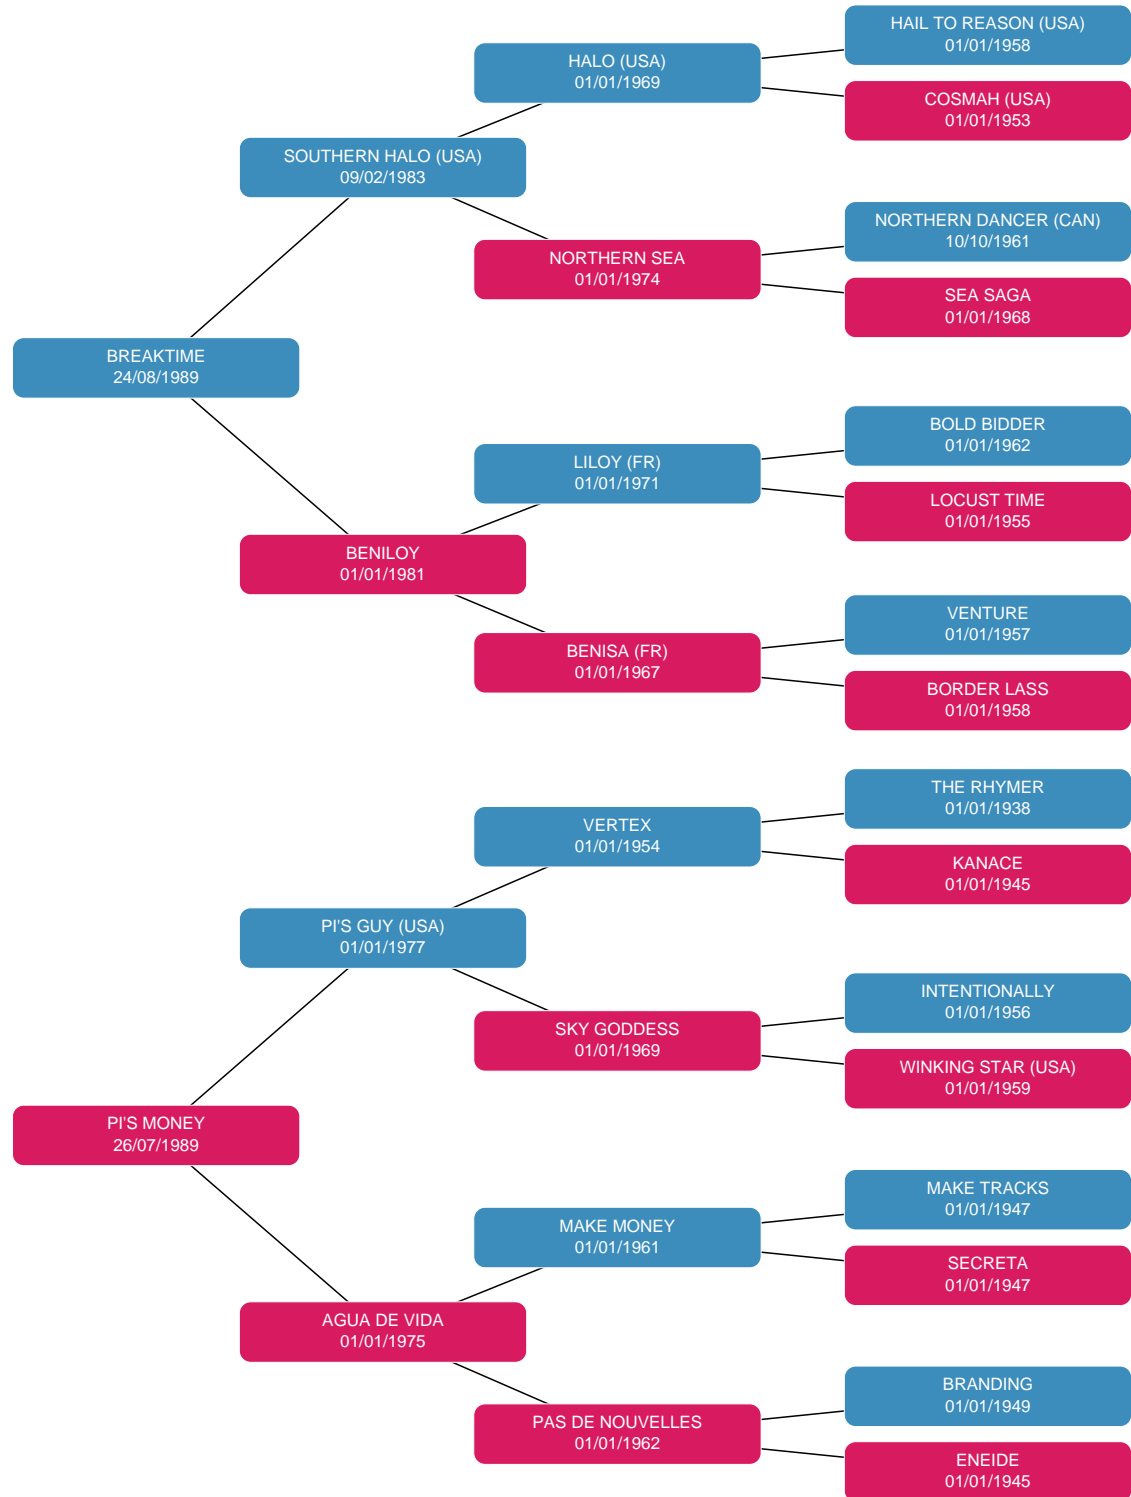 HAIL TO REASON (USA)
01/01/1958
HALO (USA)
01/01/1969
COSMAH (USA)
01/01/1953
SOUTHERN HALO (USA)
09/02/1983
NORTHERN DANCER (CAN)
10/10/1961
NORTHERN SEA
01/01/1974
SEA SAGA
01/01/1968
BREAKTIME
24/08/1989
BOLD BIDDER
01/01/1962
LILOY (FR)
01/01/1971
LOCUST TIME
01/01/1955
BENILOY
01/01/1981
VENTURE
01/01/1957
BENISA (FR)
01/01/1967
BORDER LASS
01/01/1958
THE RHYMER
01/01/1938
VERTEX
01/01/1954
KANACE
01/01/1945
PI'S GUY (USA)
01/01/1977
INTENTIONALLY
01/01/1956
SKY GODDESS
01/01/1969
WINKING STAR (USA)
01/01/1959
PI'S MONEY
26/07/1989
MAKE TRACKS
01/01/1947
MAKE MONEY
01/01/1961
SECRETA
01/01/1947
AGUA DE VIDA
01/01/1975
BRANDING
01/01/1949
PAS DE NOUVELLES
01/01/1962
ENEIDE
01/01/1945